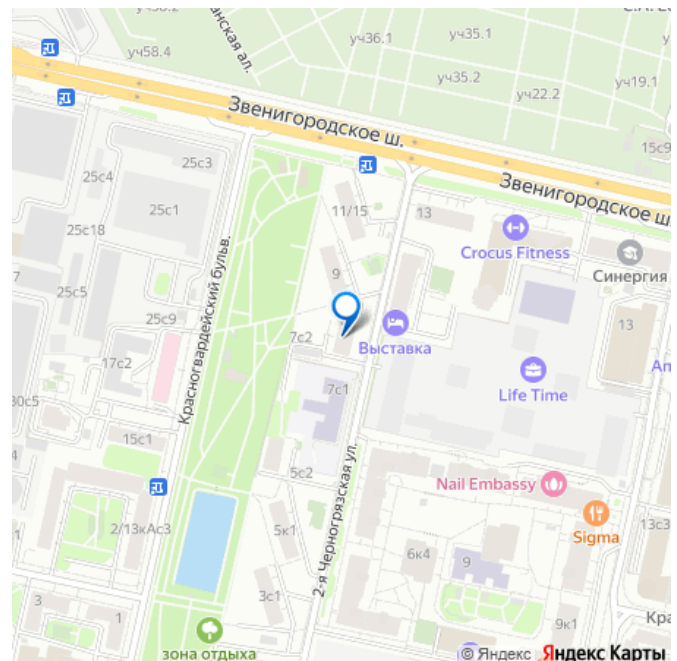 уч58.4
уч36.1
уч35.1
уч35.2
уч22.2
уч19.1
Звенигородское ш.
15с9
25с3
25с4
25с1
25с18
25с5
25с9
17с2
15с1
2/13кАс3
3
1
Красногвардейский бульв.
11/15
9
13
Звенигородское ш
Crocus Fitness
Синергия
13
Выставка
Life Time
7с2
7с1
5с2
5к1
3с1
2-я Черногрязская ул.
Nail Embassy
Sigma
13с3
6к4
9
9к1
зона отдыха
© Яндекс Яндекс Карты